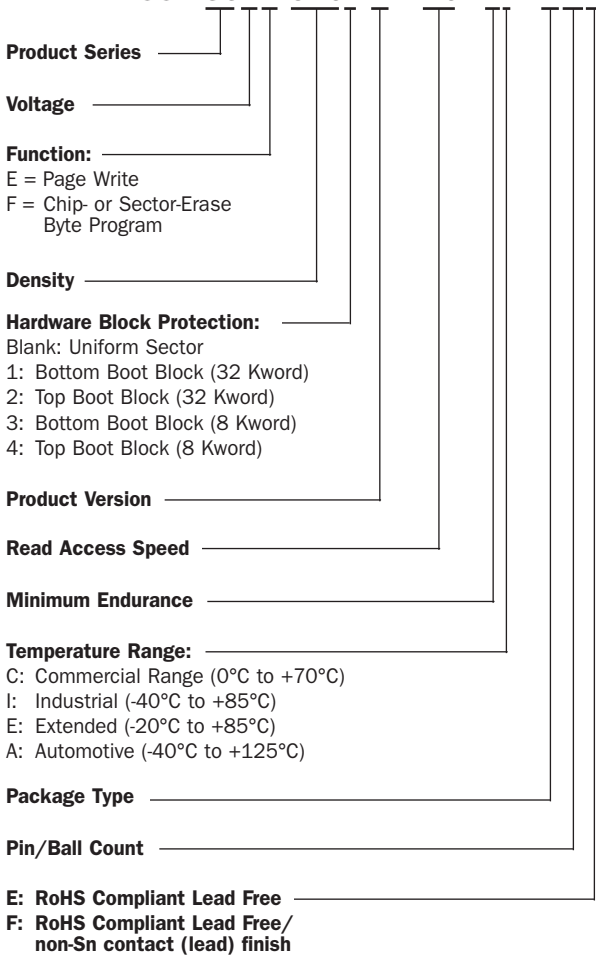 Product Series
Voltage
Function:
E = Page Write
F = Chip- or Sector-Erase
Byte Program
Density
Hardware Block Protection:
Blank: Uniform Sector
1: Bottom Boot Block (32 Kword)
2: Top Boot Block (32 Kword)
3: Bottom Boot Block (8 Kword)
4: Top Boot Block (8 Kword)
Product Version
Read Access Speed
Minimum Endurance
Temperature Range:
C: Commercial Range (0°C to +70°C)
I: Industrial (-40°C to +85°C)
E: Extended (-20°C to +85°C)
A: Automotive (-40°C to +125°C)
Package Type
Pin/Ball Count
E: RoHS Compliant Lead Free
F: RoHS Compliant Lead Free/
non-Sn contact (lead) finish